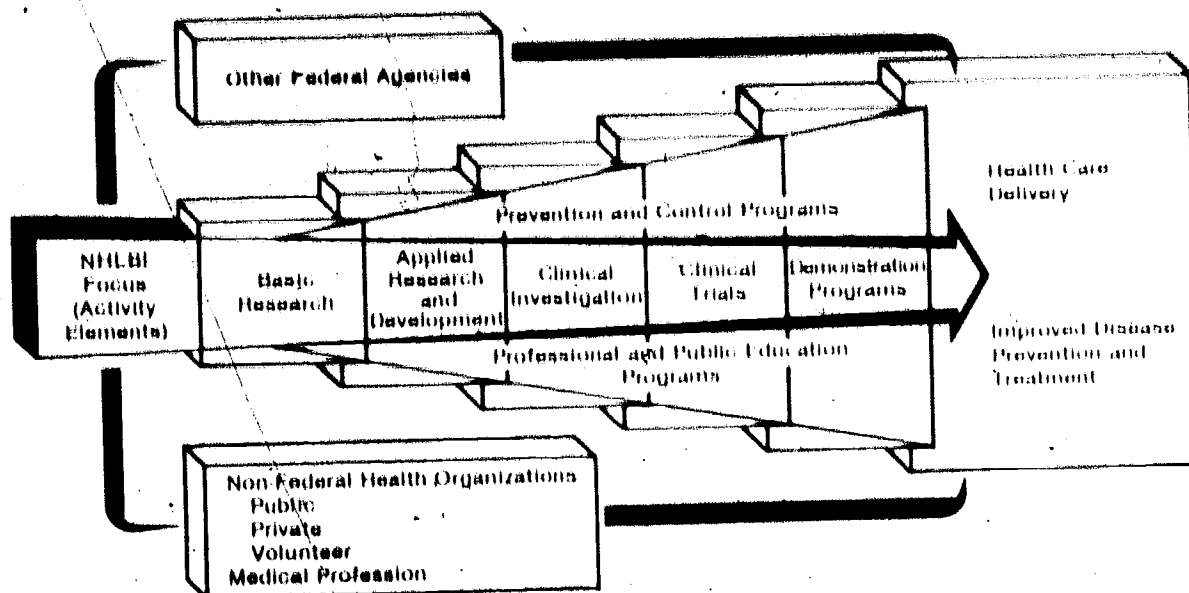 Other Federal Agencies
Health Care
Delivery
Prevention and Control Programs
NHLBI
Focus
(Activity
Elements)
Basic
Research
Applied
Research
and
Development
Clinical
Investigation
Clinical
Trials
Demonstration
Programs
Professional and Public Education
Programs
Improved Disease
Prevention and
Treatment
Non-Federal Health Organizations
Public
Private
Volunteer
Medical Profession